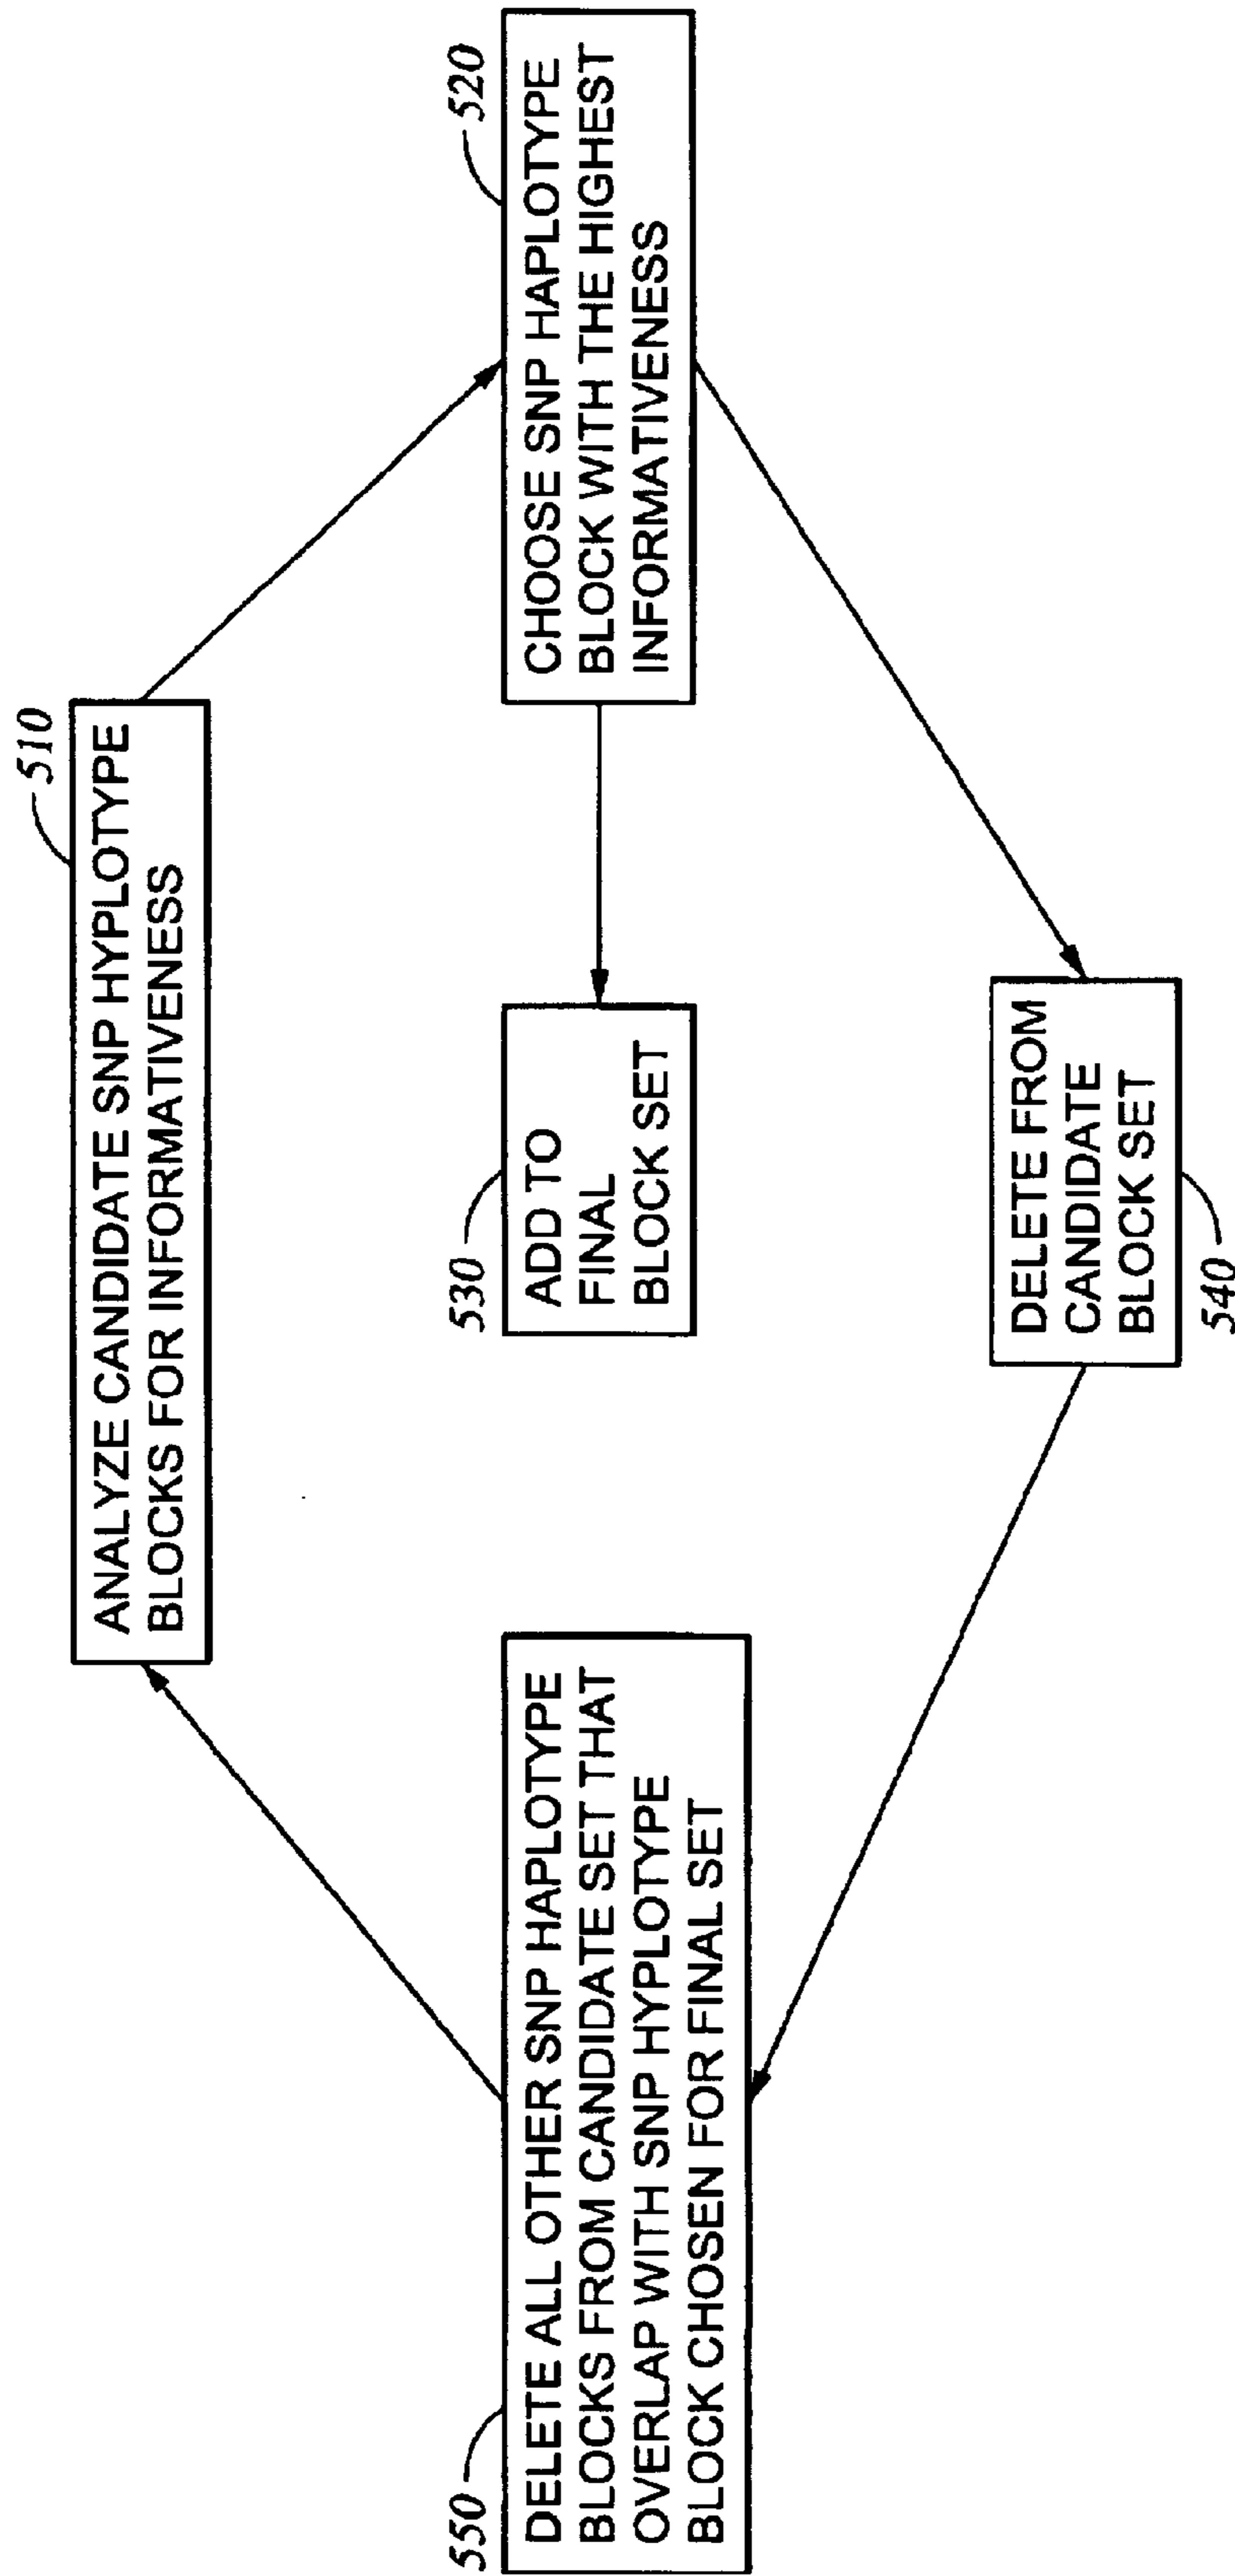 510
ANALYZE CANDIDATE SNP HYPLOTYPE
BLOCKS FOR INFORMATIVENESS
550
DELETE ALL OTHER SNP HAPLOTYPE
BLOCKS FROM CANDIDATE SET THAT
OVERLAP WITH SNP HYPLOTYPE
BLOCK CHOSEN FOR FINAL SET
530
ADD TO
FINAL
BLOCK SET
520
CHOOSE SNP HAPLOTYPE
BLOCK WITH THE HIGHEST
INFORMATIVENESS
DELETE FROM
CANDIDATE
BLOCK SET
540